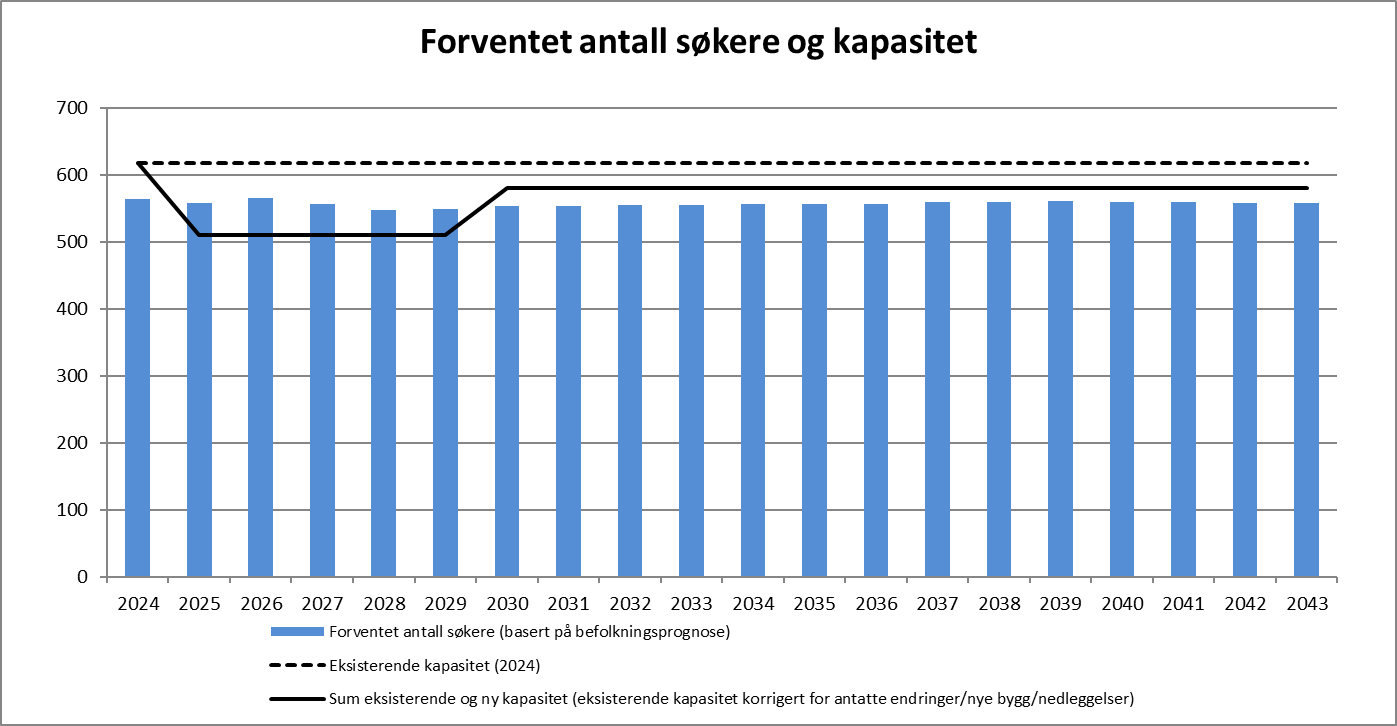 Forventet antall søkere og kapasitet
700
600
500
400
300
200
100
0
2024 2025 2026 2027 2028 2029 2030 2031 2032 2033 2034 2035 2036 2037 2038 2039 2040 2041 2042 2043
Forventet antall søkere (basert på befolkningsprognose)
Eksisterende kapasitet (2024)
Sum eksisterende og ny kapasitet (eksisterende kapasitet korrigert for antatte endringer/nye bygg/nedleggelser)